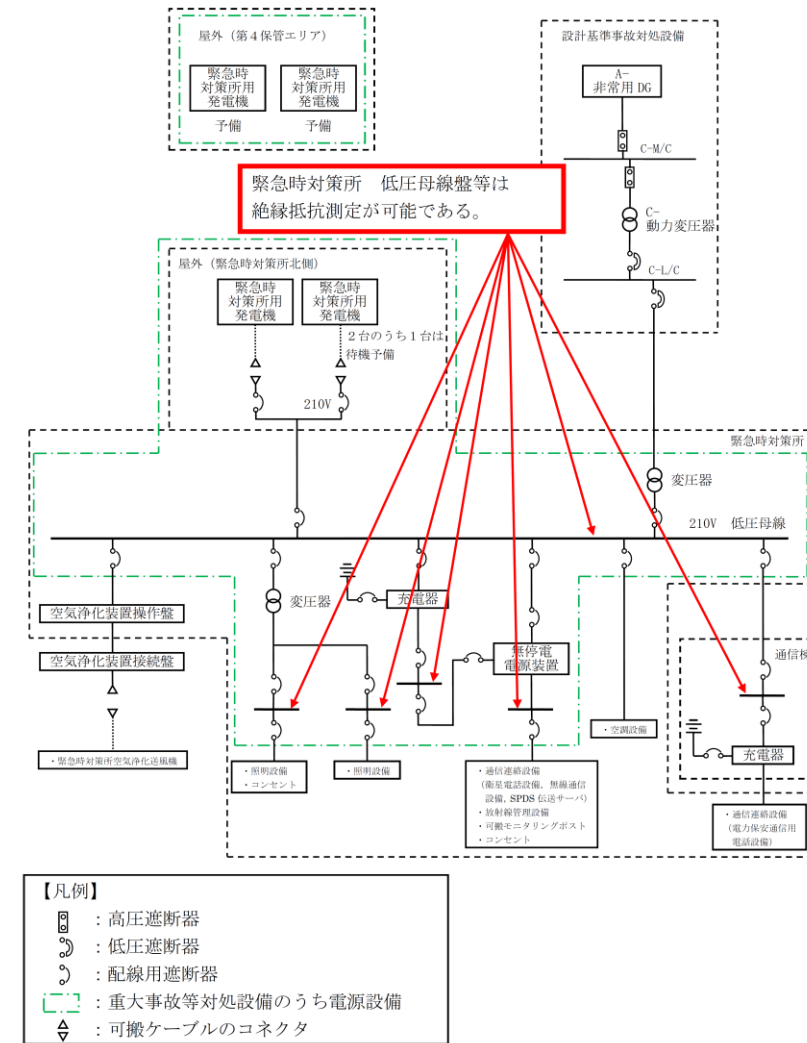 屋外（第４保管エリア）
緊急時
対策所用
発電機
緊急時
対策所用
発電機
予備
予備
設計基準事故対処設備
A-
非常用 DG
C-M/C
C-
動力変圧器
C-L/C
緊急時対策所　低圧母線盤等は
絶縁抵抗測定が可能である。
屋外（緊急時対策所北側）
緊急時
対策所用
発電機
緊急時
対策所用
発電機
２台のうち１台は
待機予備
210V
緊急時対策所
変圧器
210V　低圧母線
空気浄化装置操作盤
空気浄化装置接続盤
・緊急時対策所空気浄化送風機
変圧器
充電器
無停電
電源装置
・照明設備
・コンセント
・照明設備
・通信連絡設備
（衛星電話設備，無線通信
設備，SPDS 伝送サーバ）
・放射線管理設備
・可搬モニタリングポスト
・コンセント
・空調設備
通信棟
充電器
・通信連絡設備
（電力保安通信用
電話設備）
【凡例】
：高圧遮断器
：低圧遮断器
：配線用遮断器
：重大事故等対処設備のうち電源設備
：可搬ケーブルのコネクタ